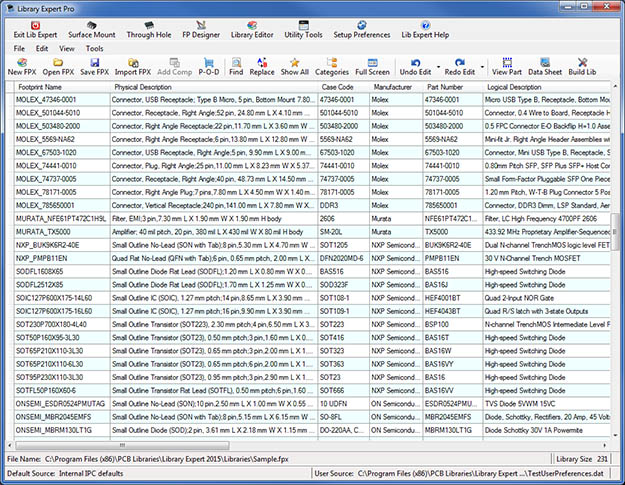 Library Expert Pro
Exit Lib Expert Surface Mount Through Hole FP Designer Library Editor Utility Tools Setup Preferences Lib Expert Help
File Edit View Tools
New FPX Open FPX Save FPX Import FPX Add Comp P-O-D Find Replace Show All Categories Full Screen Undo Edit Redo Edit View Part Data Sheet Build Lib
Footprint Name Physical Description Case Code Manufacturer Part Number Logical Description
MOLEX_47346-0001 Connector, USB Receptacle; Type B Micro, 5 pin, Bottom Mount 7.80... 47346-0001 Molex 47346-0001 Micro USB Type B, Receptacle, Bottom
MOLEX_501044-5010 Connector, Receptacle, Right Angle; 52 pin, 24.80 mm L X 4.10 mm ... 501044-5010 Molex 501044-5010 Connector, 0.4 Wire to Board, Receptacle H
MOLEX_503480-2000 Connector, Receptacle, Right Angle; 22 pin, 11.70 mm L X 3.60 mm W ... 503480-2000 Molex 503480-2000 0.5 FPC Connector E-O Backflip H=1.0 Asse
MOLEX_5569-NA62 Connector, Receptacle, Right Angle; 6 pin, 13.80 mm L X 12.80 mm W ... 5569-NA62 Molex 5569-NA62 Mini-fit Jr. Right Angle Header Assemblies w
MOLEX_67503-1020 Connector, USB Receptacle, Right Angle; 5 pin, 9.90 mm L X 9.00 m... 67503-1020 Molex 67503-1020 Connector, Mini USB Type B, Receptacle, S
MOLEX_74441-0010 Connector, Plug, Right Angle; 25 pin, 11.00 mm L X 8.23 mm W X 5.37... 74441-0010 Molex 74441-0010 0.80mm Pitch SFP, SFP Plus SFP+ Host Con
MOLEX_74737-0005 Connector, Receptacle, Right Angle; 40 pin, 48.73 mm L X 14.50 mm ... 74737-0005 Molex 74737-0005 Small Form-Factor Pluggable SFP One Piece
MOLEX_78171-0005 Connector, Right Angle Plug; 7 pins, 7.80 mm L X 4.50 mm W X 1.40 m... 78171-0005 Molex 78171-0005 1.20 mm Pitch, W-T-B Plug Connector 5 Pos
MOLEX_785650001 Connector, Vertical Receptacle; 240 pin, 141.00 mm L X 7.80 mm W X... DDR3 Molex 785650001 Connector, DDR3 Dimm, LSP Standard, Aer
MURATA_NFE61PT472C1H9L Filter, EMI; 3 pin, 7.30 mm L X 1.90 mm W X 1.90 mm H body 2606 Murata NFE61PT472C1... Filter, LC High Frequency 4700PF 2606
MURATA_TX5000 Amplifier; 40 mil pitch, 20 pin, 380 mil L X 430 mil W X 80 mil H body SM-20L Murata TX5000 433.92 MHz Proprietary Amplifier-Sequenced
NXP_BUK9K6R2-40E Small Outline No-Lead (SON with Tab); 8 pin, 5.30 mm L X 4.70 mm W ... SOT1205 NXP Semicond... BUK9K6R2-40E Dual N-channel TrenchMOS logic level FET
NXP_PMPB11EN Quad Flat No-Lead (QFN with Tab); 6 pin, 0.65 mm pitch, 2.00 mm L ... DFN2020MD-6 NXP Semicond... PMPB11EN 30 V N-Channel Trench MOSFET
SODFL1608X65 Small Outline Diode Flat Lead (SODFL); 1.20 mm L X 0.80 mm W X 0... BAS516 NXP Semicond... BAS516 High-speed Switching Diode
SODFL2512X85 Small Outline Diode Flat Lead (SODFL); 1.70 mm L X 1.25 mm W X 0... SOD323F NXP Semicond... BAS16J High-speed Switching Diode
SOIC127P600X175-14L60 Small Outline IC (SOIC), 1.27 mm pitch; 14 pin, 8.65 mm L X 3.90 mm ... SOT108-1 NXP Semicond... HEF4001BT Quad 2-Input NOR Gate
SOIC127P600X175-16L60 Small Outline IC (SOIC), 1.27 mm pitch; 16 pin, 9.90 mm L X 3.90 mm ... SOT109-1 NXP Semicond... HEF4043BT Quad R/S latch with 3-state Outputs
SOT230P700X180-4L40 Small Outline Transistor (SOT223), 2.30 mm pitch; 4 pin, 6.50 mm L X ... SOT223 NXP Semicond... BSP100 N-channel TrenchMOS Intermediate Level F
SOT50P160X95-3L30 Small Outline Transistor (SOT23), 0.50 mm pitch; 3 pin, 1.60 mm L X 0... SOT416 NXP Semicond... BAS16T High-speed Switching Diode
SOT65P210X110-3L30 Small Outline Transistor (SOT23), 0.65 mm pitch; 3 pin, 2.00 mm L X 1... SOT323 NXP Semicond... BAS16W High-speed Switching Diode
SOT65P210X110-6L30 Small Outline Transistor (SOT23), 0.65 mm pitch; 6 pin, 2.00 mm L X 1... SOT363 NXP Semicond... BAS16VY High-speed Switching Diode
SOT95P230X110-3L30 Small Outline Transistor (SOT23), 0.95 mm pitch; 3 pin, 2.90 mm L X 1... SOT23 NXP Semicond... BAS16 High-speed Switching Diode
SOTFL50P160X60-6 Small Outline Transistor Flat Lead (SOTFL), 0.50 mm pitch; 6 pin, 1.6... SOT666 NXP Semicond... BAS16VV High-speed Switching Diode
ONSEMI_ESDR0524PMUTAG Small Outline No-Lead (SON); 10 pin, 2.50 mm L X 1.00 mm W X 0.55 ... 10 UDFN ON Semicondu... ESDR0524PM... TVS Diode 5VWM 15VC
ONSEMI_MBR2045EMFS Small Outline No-Lead (SON with Tab); 8 pin, 5.15 mm L X 6.15 mm W ... SO-8FL ON Semicondu... MBR2045EMFS Diode, Schottky, Rectifiers, 20 Amp, 45 Volt
ONSEMI_MBRM130LT1G Small Outline Diode (SOD); 2 pin, 3.61 mm L X 2.18 mm W X 1.15 mm ... DO-220AA, C... ON Semicondu... MBRM130LT1G Diode Schottky 30V 1A Powermite
File Name: C:\Program Files (x86)\PCB Libraries\Library Expert 2015\Libraries\Sample.fpx Library Size 231
Default Source: Internal IPC defaults User Source: C:\Program Files (x86)\PCB Libraries\Library Expert ...\TestUserPreferences.dat